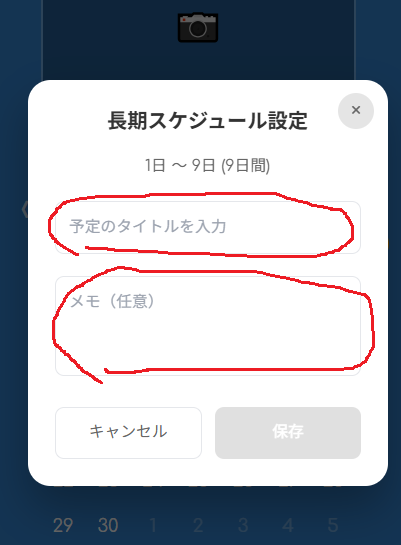 長期スケジュール設定
×
1日 ～ 9日 (9日間)
予定のタイトルを入力
メモ（任意）
キャンセル
保存
29 30 1 2 3 4 5